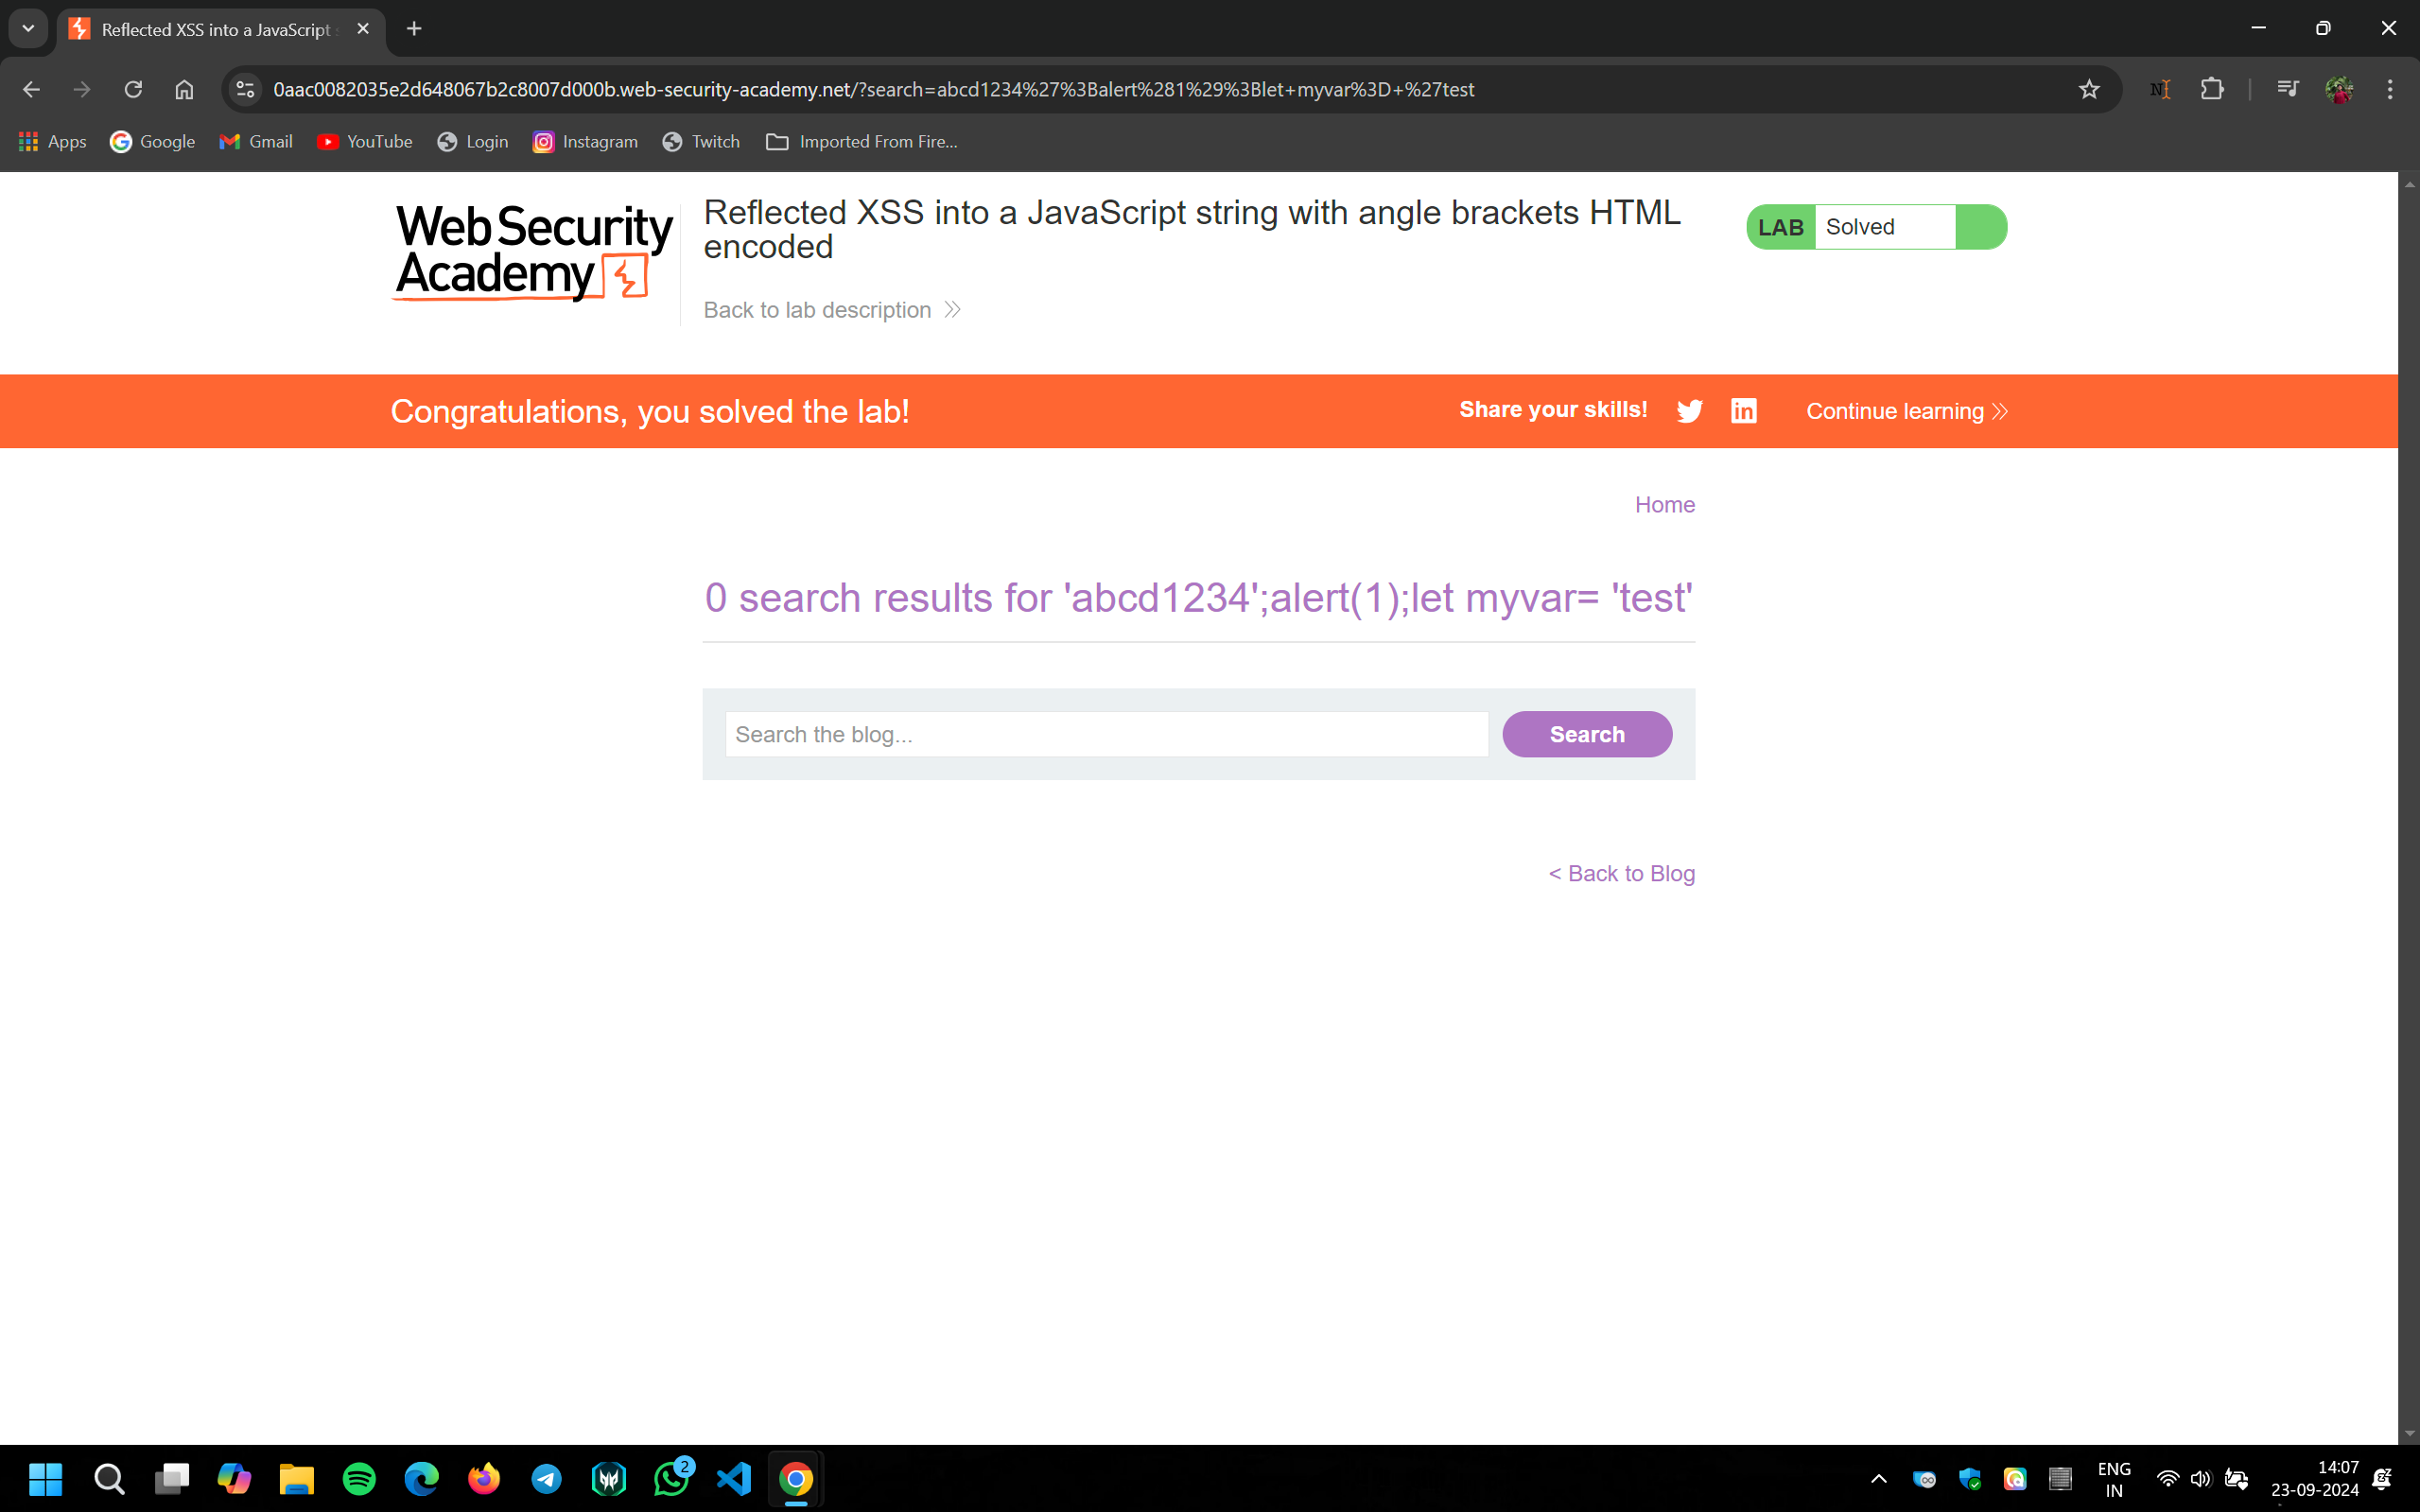 Reflected XSS into a JavaScript s
0aac0082035e2d648067b2c8007d000b.web-security-academy.net/?search=abcd1234%27%3Balert%281%29%3Blet+myvar%3D+%27test
Apps Google Gmail YouTube Login Instagram Twitch Imported From Fire...
WebSecurity
Academy
Reflected XSS into a JavaScript string with angle brackets HTML
encoded
Back to lab description
LAB Solved
Congratulations, you solved the lab!
Share your skills!
Continue learning
Home
0 search results for 'abcd1234';alert(1);let myvar= 'test'
Search the blog...
Search
< Back to Blog
2
ENG
IN
14:07
23-09-2024